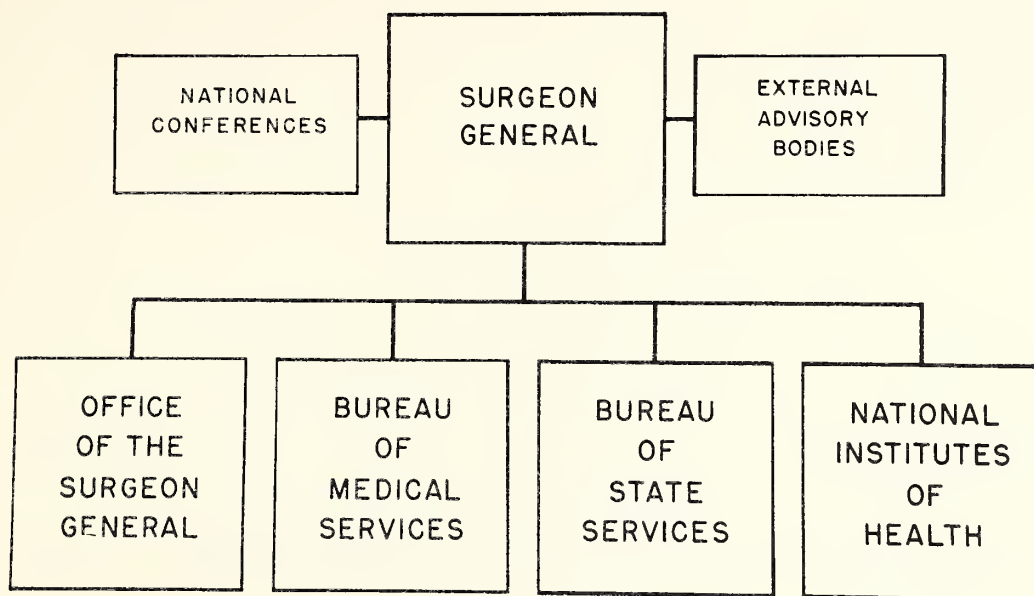 NATIONAL
CONFERENCES
SURGEON
GENERAL
EXTERNAL
ADVISORY
BODIES
OFFICE
OF THE
SURGEON
GENERAL
BUREAU
OF
MEDICAL
SERVICES
BUREAU
OF
STATE
SERVICES
NATIONAL
INSTITUTES
OF
HEALTH